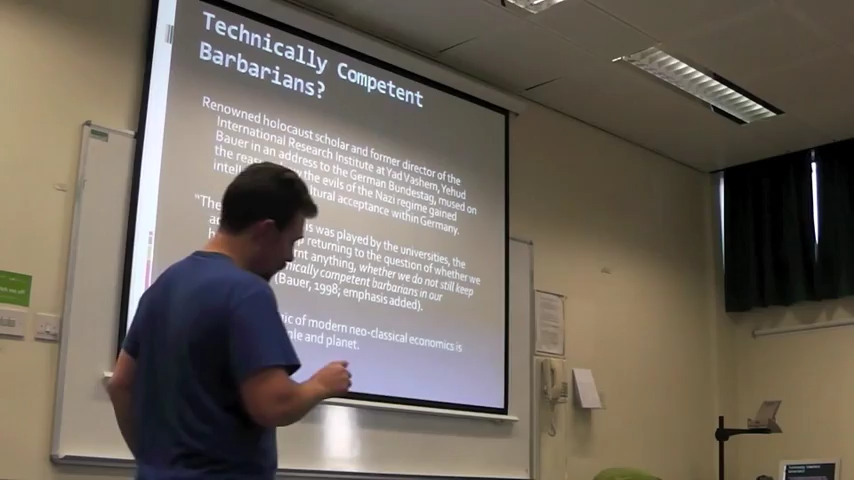 Technically Competent
Barbarians?
Renowned holocaust scholar and former director of the
International Research Institute at Yad Vashem, Yehud
Bauer in an address to the German Bundestag, mused on
the reas the evils of the Nazi regime gained
intell ltural acceptance within Germany.
"The is was played by the universities, the
ac p returning to the question of whether we
h rnt anything, whether we do not still keep
nically competent barbarians in our
(Bauer, 1998; emphasis added).
ic of modern neo-classical economics is
le and planet.